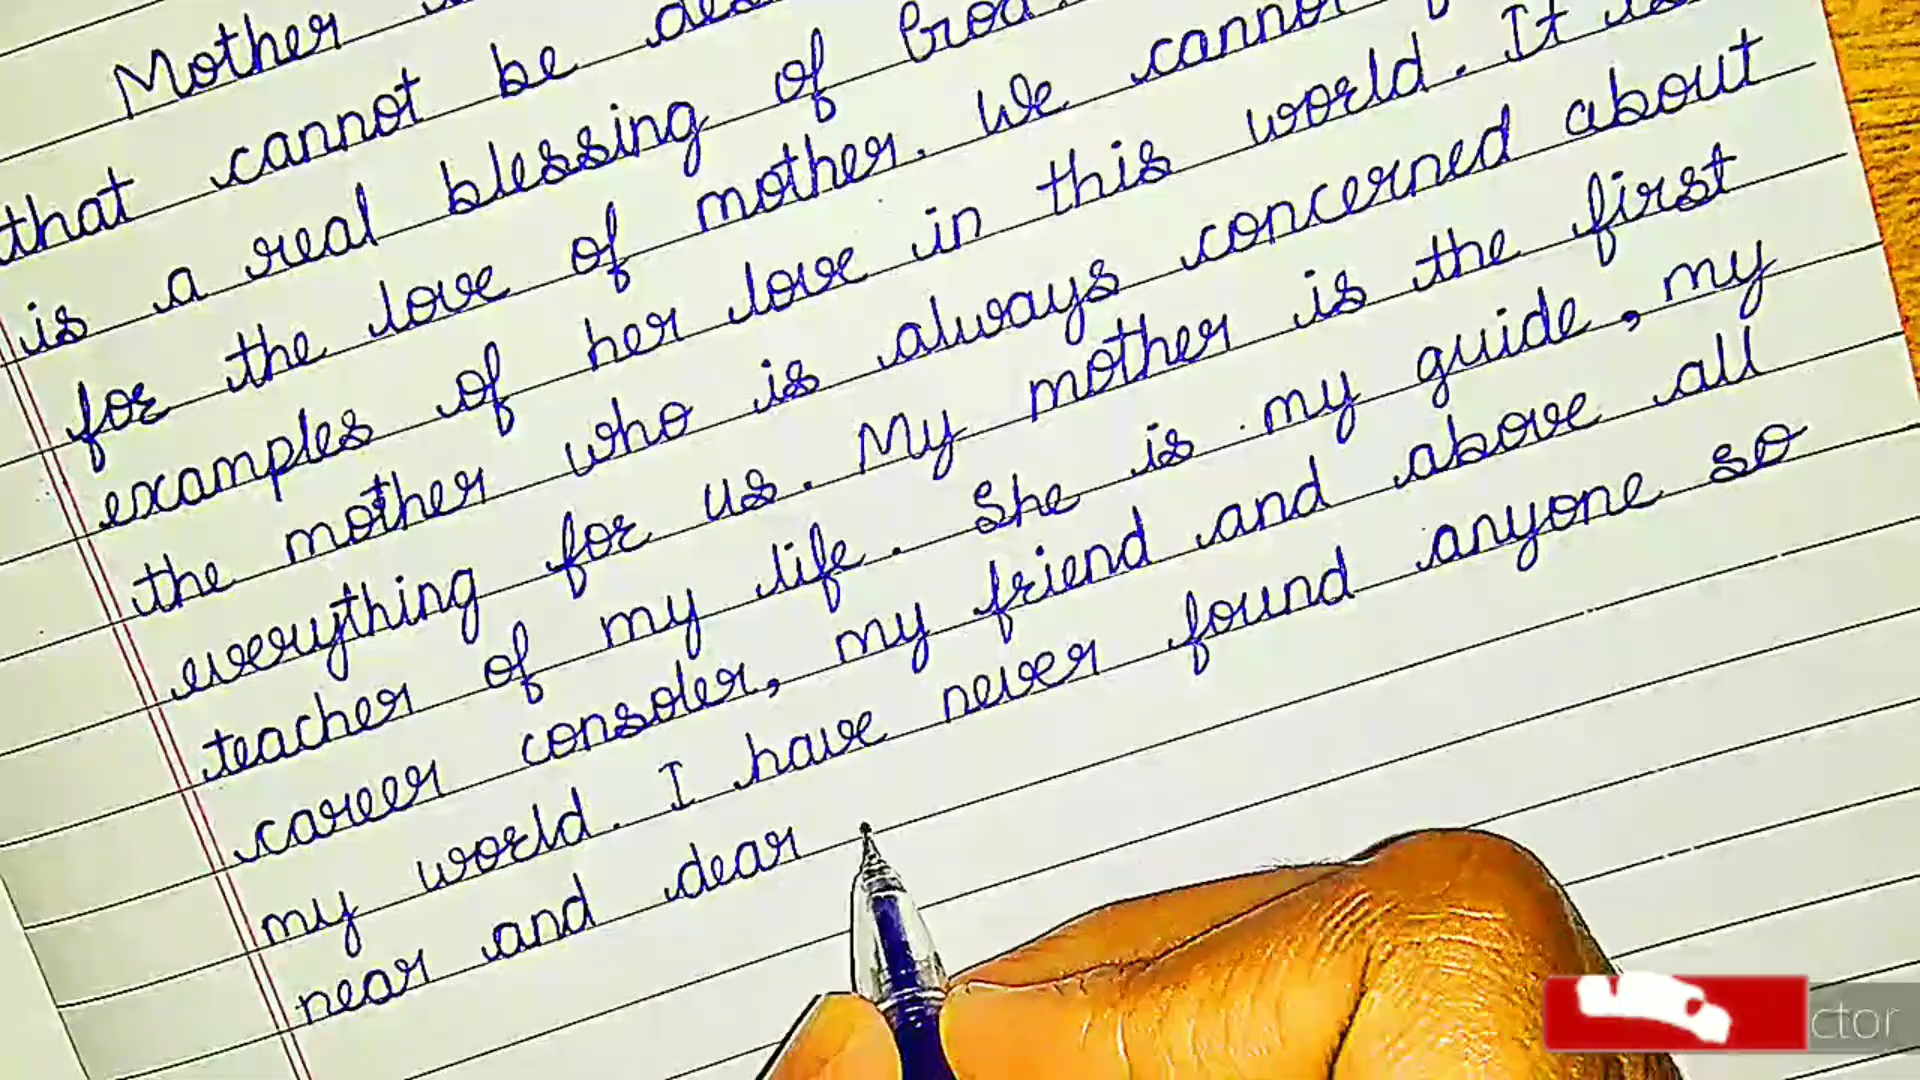 Mother
that cannot be
is a real blessing of
for the love of mother. We cannot
examples of her love in this world. It is
the mother who is always concerned about
everything for us. My mother is the first
teacher of my life. She is my guide, my
career consoler, my friend and above all
my world. I have never found anyone so
near and dear
ctor